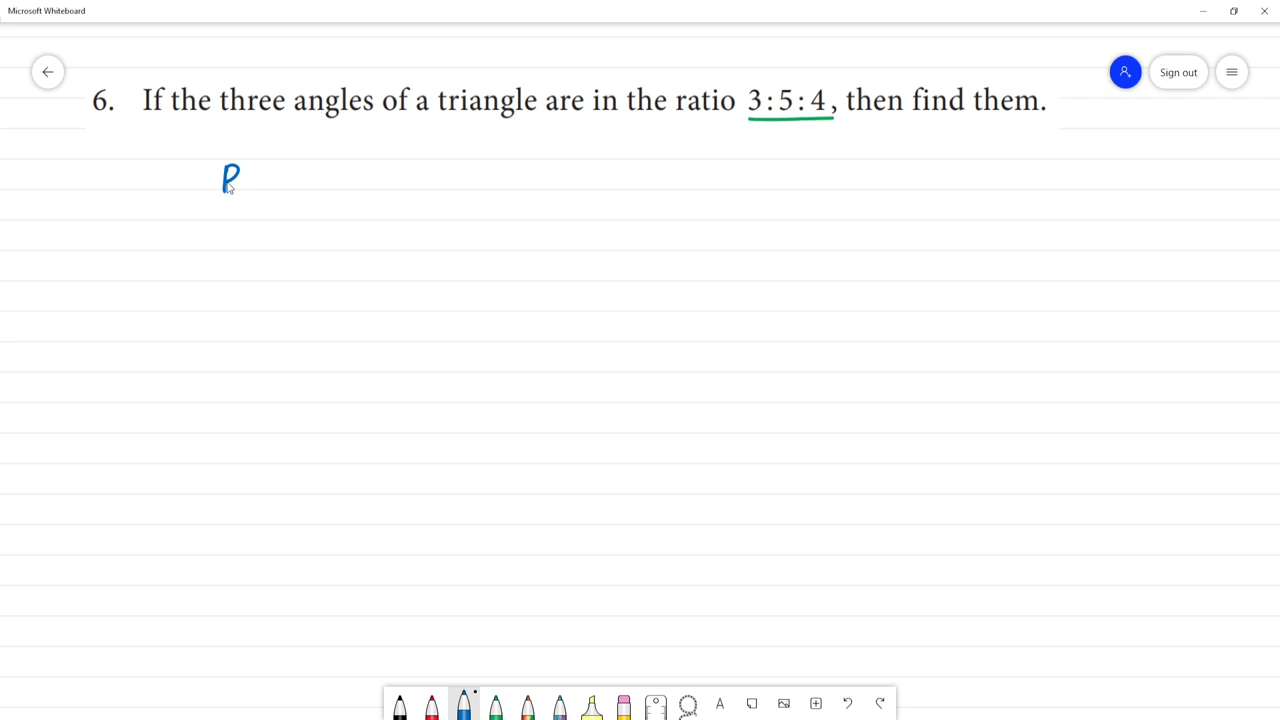 Microsoft Whiteboard
Sign out
6. If the three angles of a triangle are in the ratio 3 : 5 : 4, then find them.
R